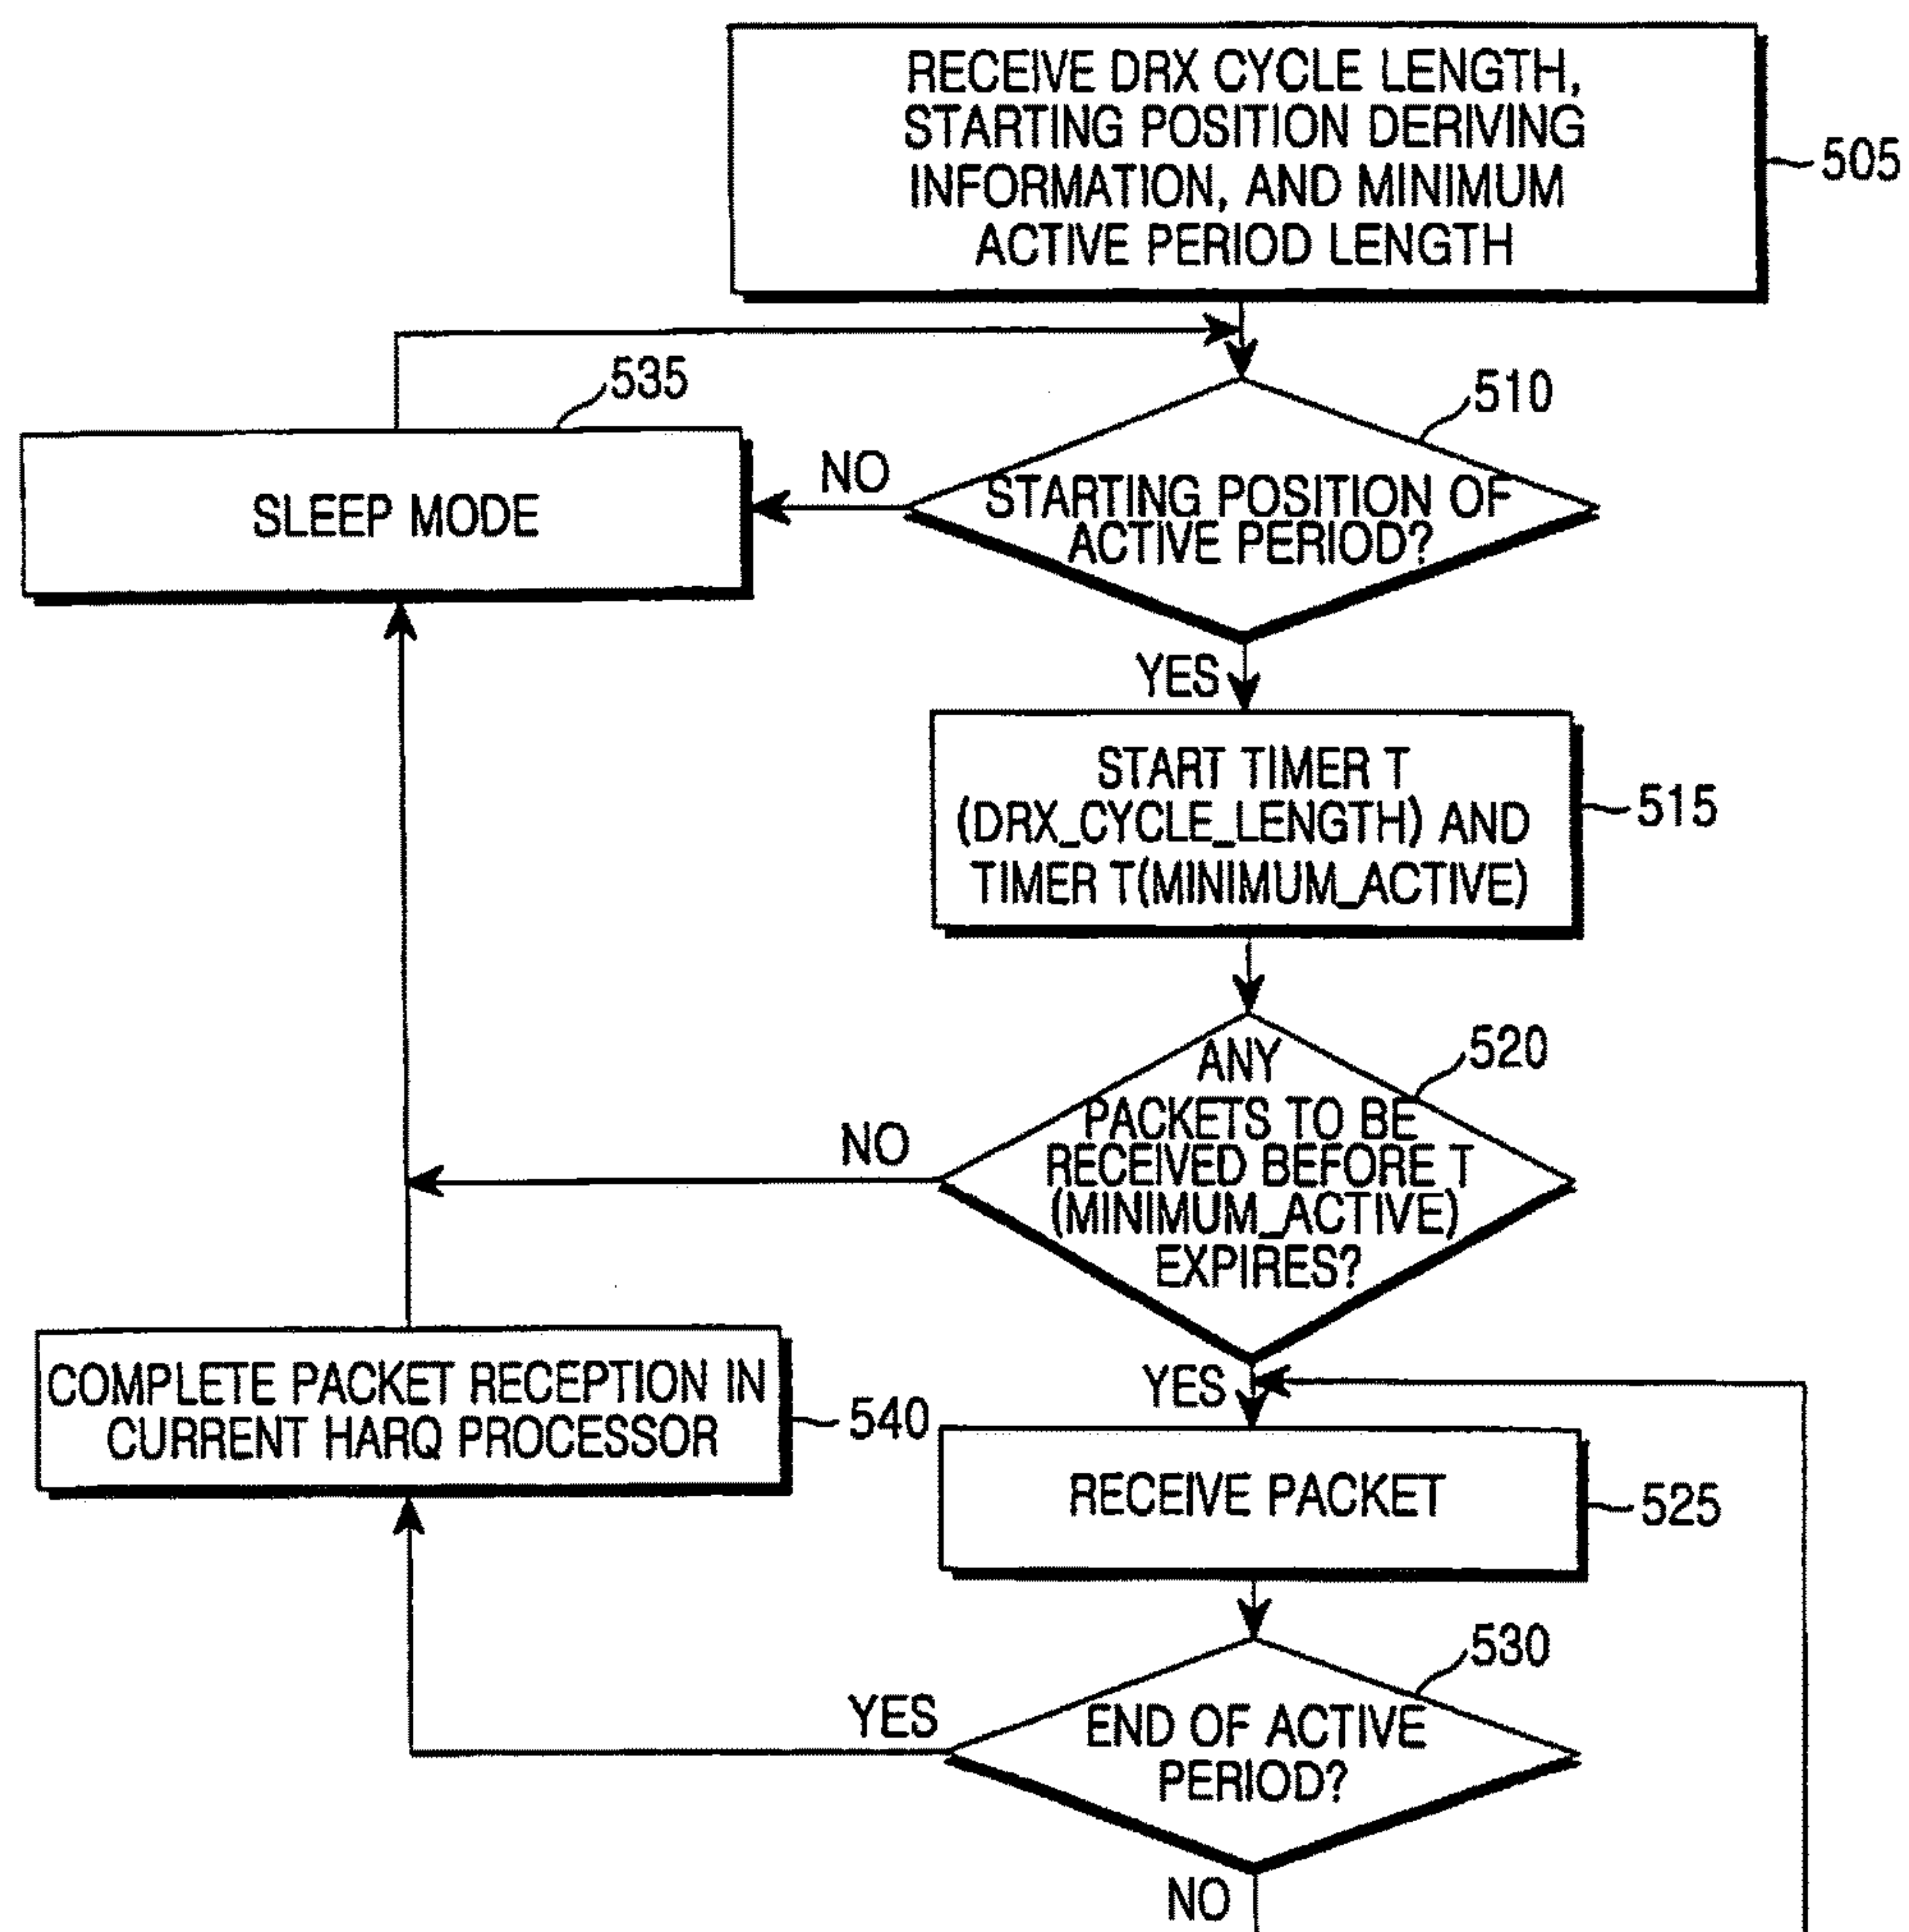 RECEIVE DRX CYCLE LENGTH,
STARTING POSITION DERIVING
INFORMATION, AND MINIMUM
ACTIVE PERIOD LENGTH
505
535
510
SLEEP MODE
NO
STARTING POSITION OF
ACTIVE PERIOD?
YES
START TIMER T
(DRX_CYCLE_LENGTH) AND
TIMER T(MINIMUM_ACTIVE)
515
ANY
PACKETS TO BE
RECEIVED BEFORE T
(MINIMUM_ACTIVE)
EXPIRES?
520
NO
YES
COMPLETE PACKET RECEPTION IN
CURRENT HARQ PROCESSOR
540
RECEIVE PACKET
525
530
YES
END OF ACTIVE
PERIOD?
NO